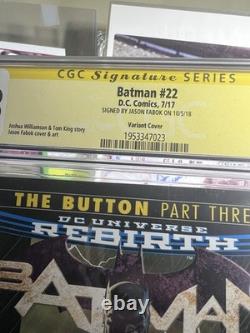 CGC Signature SERIES
Batman #22
D.C. Comics, 7/17
SIGNED BY JASON FABOK ON 10/5/18
Variant Cover
Joshua Williamson & Tom King story
Jason Fabok cover & art
1953347023
THE BUTTON PART THREE
DC UNIVERSE
REBIRTH
BATMAN